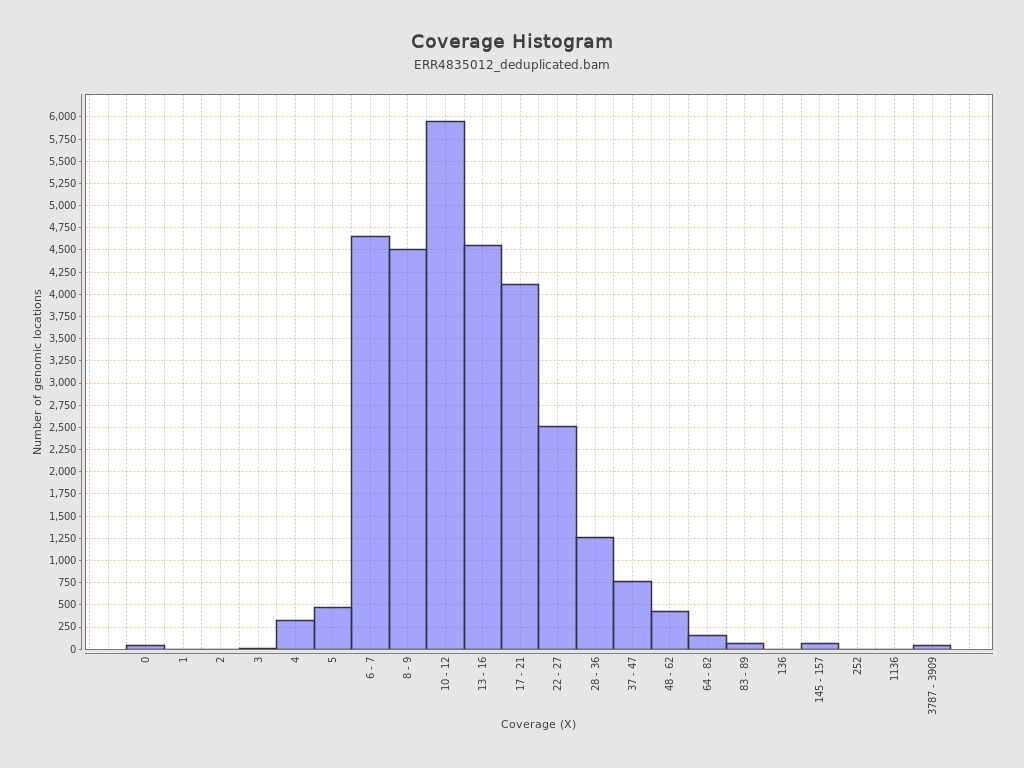 Coverage Histogram
ERR4835012_deduplicated.bam
Number of genomic locations
6,000
5,750
5,500
5,250
5,000
4,750
4,500
4,250
4,000
3,750
3,500
3,250
3,000
2,750
2,500
2,250
2,000
1,750
1,500
1,250
1,000
750
500
250
0
0
1
2
3
4
5
6 - 7
8 - 9
10 - 12
13 - 16
17 - 21
22 - 27
28 - 36
37 - 47
48 - 62
64 - 82
83 - 89
136
145 - 157
252
1136
3787 - 3909
Coverage (X)